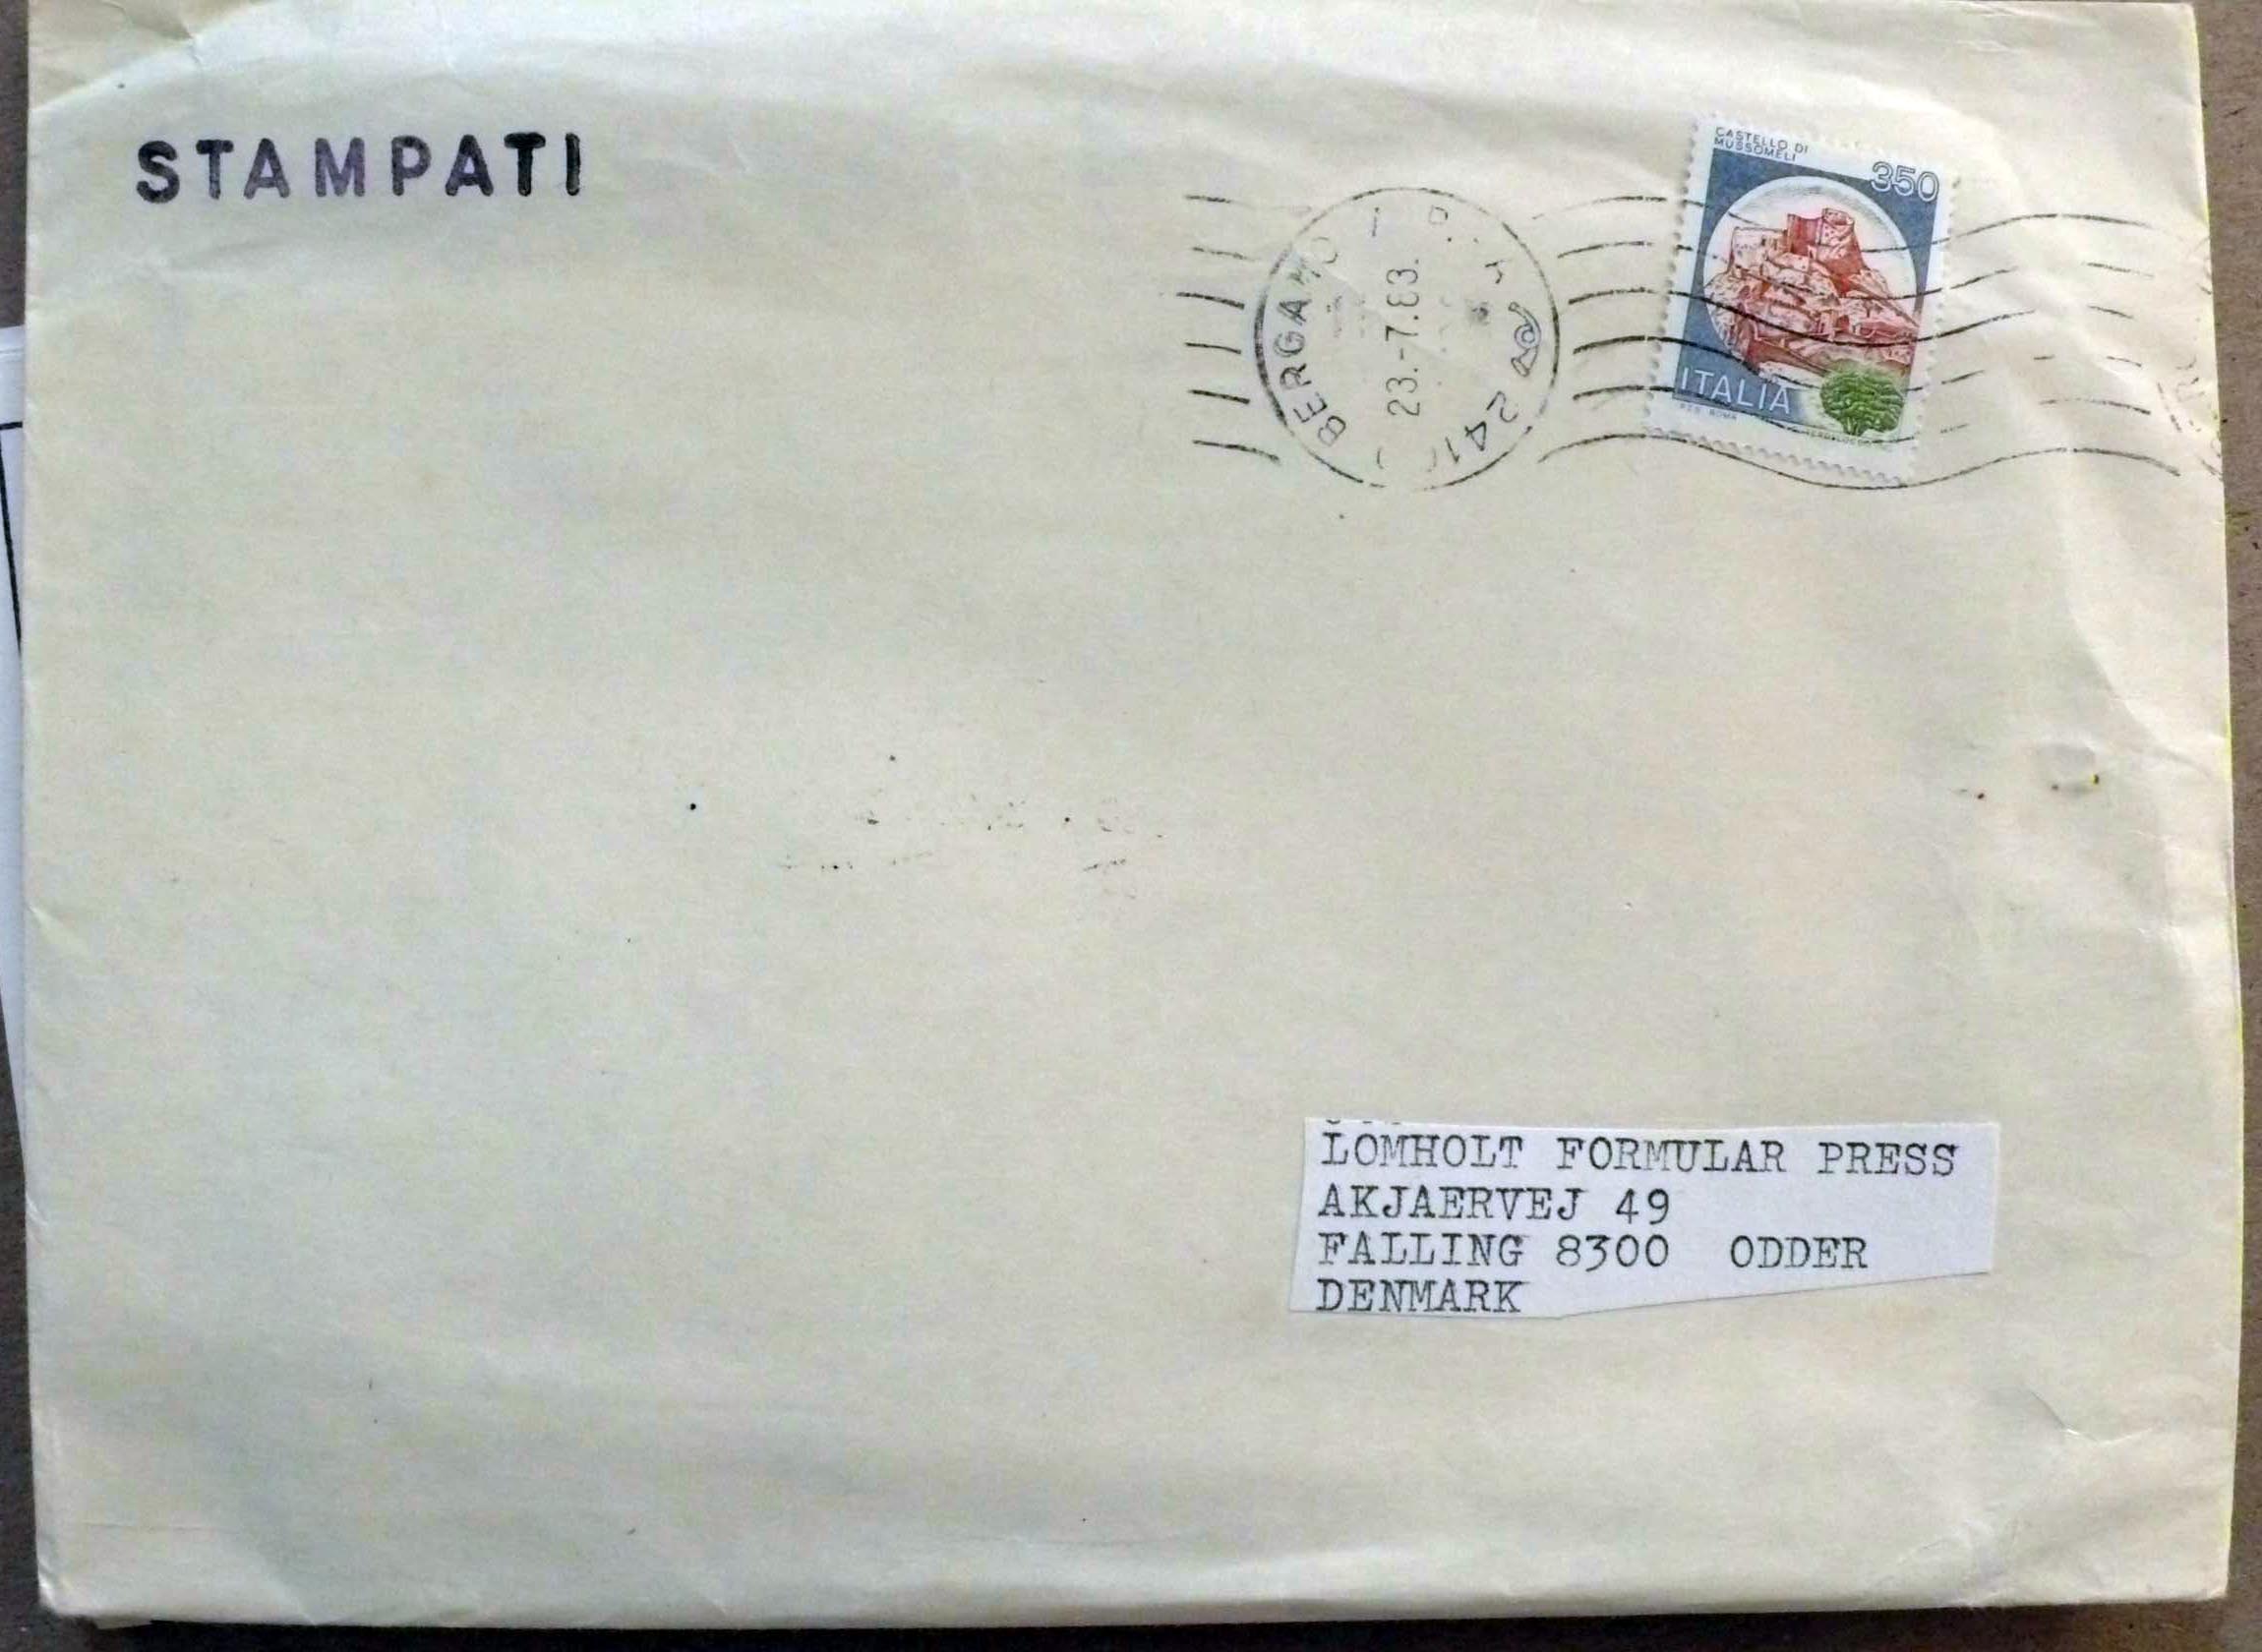 STAMPATI
CASTELLO DI
MUSSOMELI
350
ITALIA
BERGAMO
23.-7.83.
LOMHOLT FORMULAR PRESS
AKJAERVEJ 49
FALLING 8300 ODDER
DENMARK